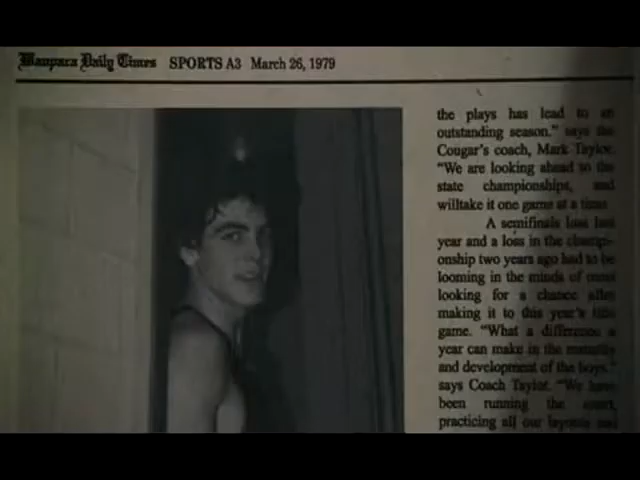 Waupaca Daily Times SPORTS A3 March 26, 1979
the plays has lead to an
outstanding season." says the
Cougar's coach, Mark Taylor.
"We are looking ahead to the
state championships, and
willtake it one game at a time.
A semifinals loss last
year and a loss in the champi-
onship two years ago had to be
looming in the minds of most
looking for a chance after
making it to this year's title
game. "What a difference a
year can make in the maturity
and development of the boys,"
says Coach Taylor. "We have
been running the court,
practicing all our layouts and